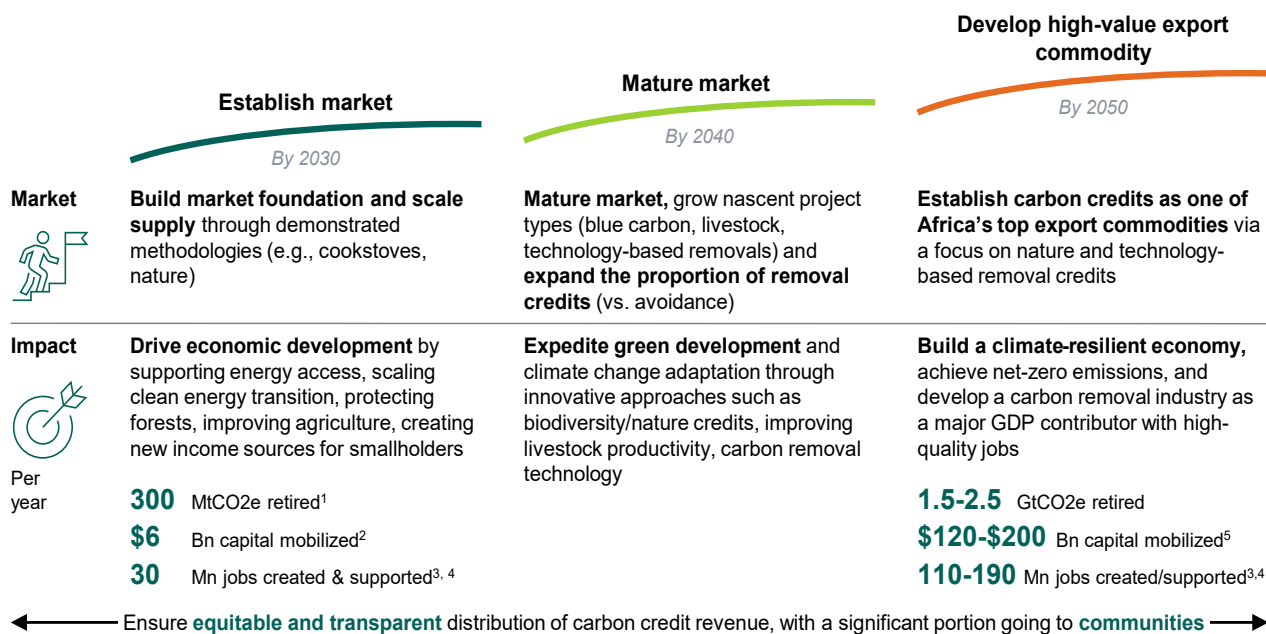 Establish market
By 2030
Mature market
By 2040
Develop high-value export
commodity
By 2050
Market
Build market foundation and scale
supply through demonstrated
methodologies (e.g., cookstoves,
nature)
Mature market, grow nascent project
types (blue carbon, livestock,
technology-based removals) and
expand the proportion of removal
credits (vs. avoidance)
Establish carbon credits as one of
Africa's top export commodities via
a focus on nature and technology-
based removal credits
Impact
Per
year
Drive economic development by
supporting energy access, scaling
clean energy transition, protecting
forests, improving agriculture, creating
new income sources for smallholders
300 MtCO2e retired¹
$6 Bn capital mobilized²
30 Mn jobs created & supported³, ⁴
Expedite green development and
climate change adaptation through
innovative approaches such as
biodiversity/nature credits, improving
livestock productivity, carbon removal
technology
Build a climate-resilient economy,
achieve net-zero emissions, and
develop a carbon removal industry as
a major GDP contributor with high-
quality jobs
1.5-2.5 GtCO2e retired
$120-$200 Bn capital mobilized⁵
110-190 Mn jobs created/supported³,⁴
Ensure equitable and transparent distribution of carbon credit revenue, with a significant portion going to communities